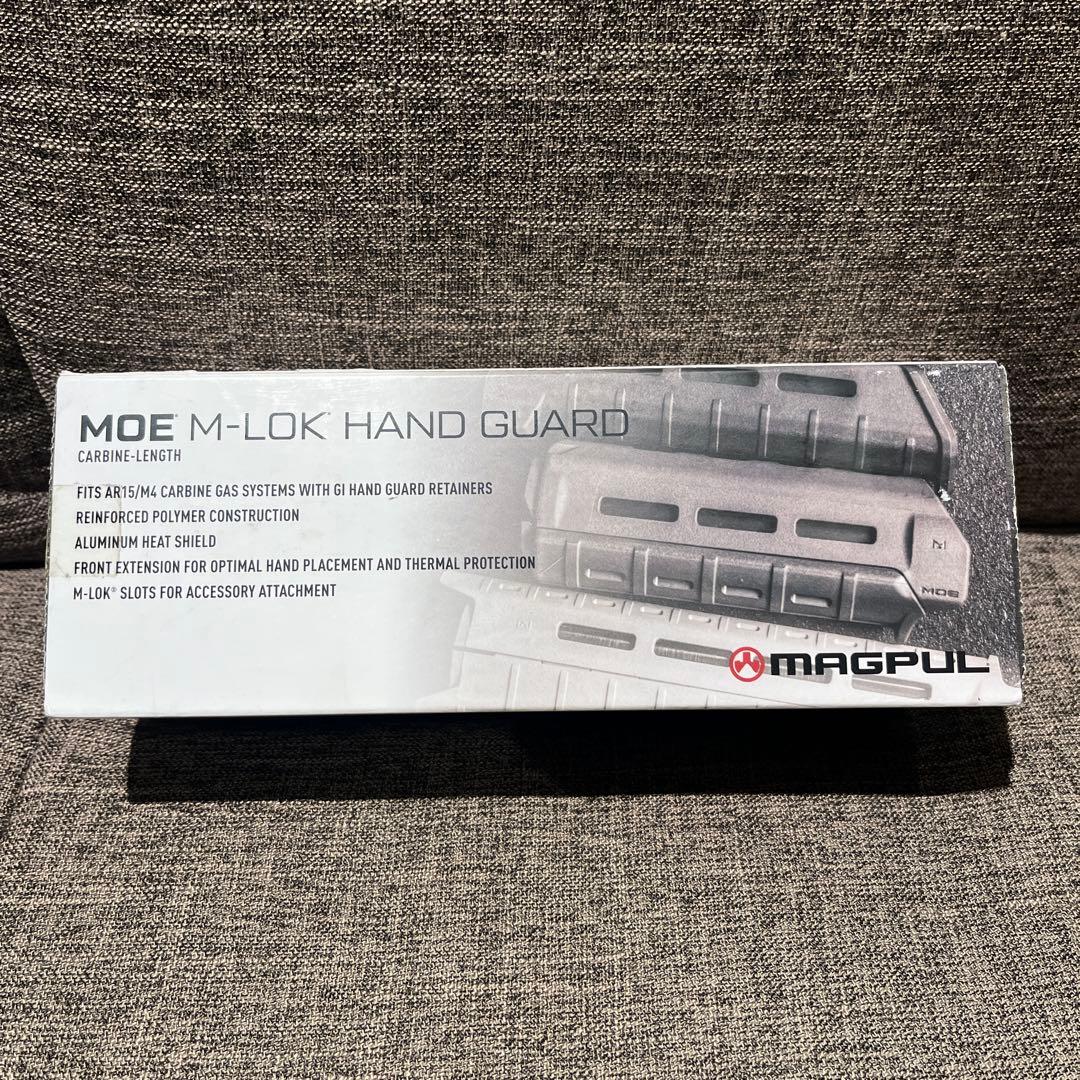 MOE® M-LOK® HAND GUARD
CARBINE-LENGTH
FITS AR15/M4 CARBINE GAS SYSTEMS WITH GI HAND GUARD RETAINERS
REINFORCED POLYMER CONSTRUCTION
ALUMINUM HEAT SHIELD
FRONT EXTENSION FOR OPTIMAL HAND PLACEMENT AND THERMAL PROTECTION
M-LOK® SLOTS FOR ACCESSORY ATTACHMENT
MOE
MAGPUL